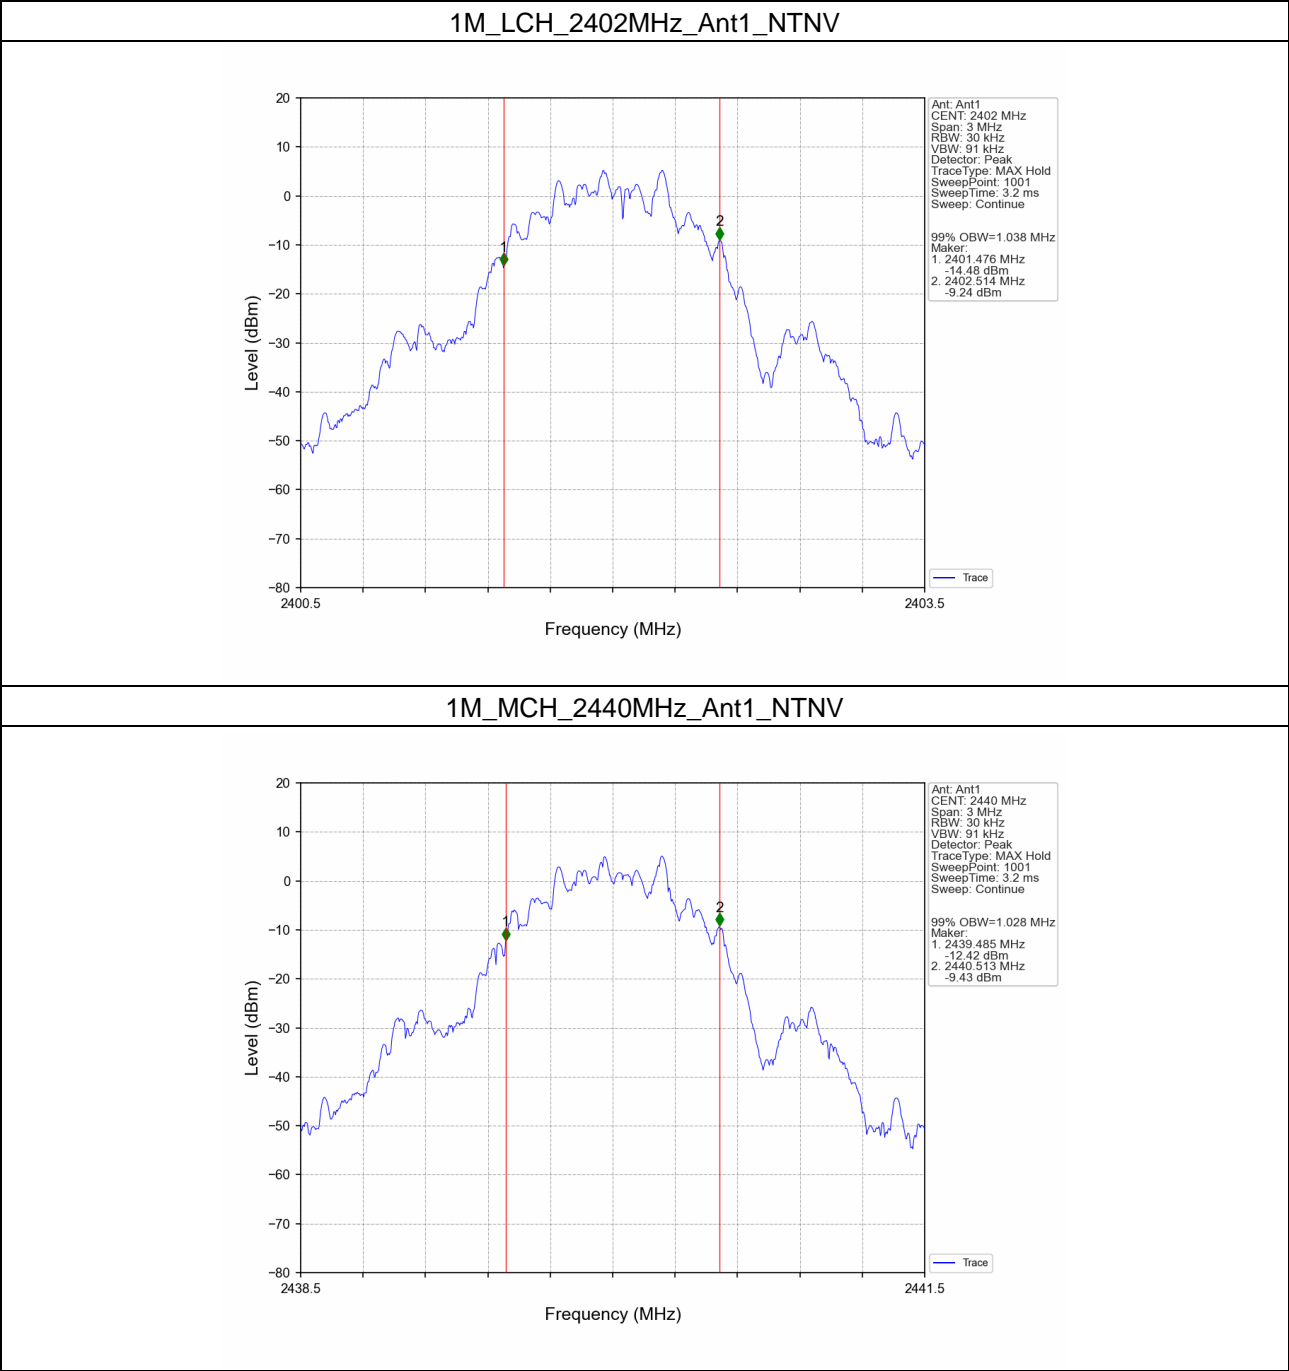 1M_LCH_2402MHz_Ant1_NTNV
20
10
0
−10
−20
−30
−40
−50
−60
−70
−80
Level (dBm)
1
2
2400.5
2403.5
Frequency (MHz)
Ant: Ant1
CENT: 2402 MHz
Span: 3 MHz
RBW: 30 kHz
VBW: 91 kHz
Detector: Peak
TraceType: MAX Hold
SweepPoint: 1001
SweepTime: 3.2 ms
Sweep: Continue
99% OBW=1.038 MHz
Maker:
1. 2401.476 MHz
-14.48 dBm
2. 2402.514 MHz
-9.24 dBm
Trace
1M_MCH_2440MHz_Ant1_NTNV
20
10
0
−10
−20
−30
−40
−50
−60
−70
−80
Level (dBm)
1
2
2438.5
2441.5
Frequency (MHz)
Ant: Ant1
CENT: 2440 MHz
Span: 3 MHz
RBW: 30 kHz
VBW: 91 kHz
Detector: Peak
TraceType: MAX Hold
SweepPoint: 1001
SweepTime: 3.2 ms
Sweep: Continue
99% OBW=1.028 MHz
Maker:
1. 2439.485 MHz
-12.42 dBm
2. 2440.513 MHz
-9.43 dBm
Trace